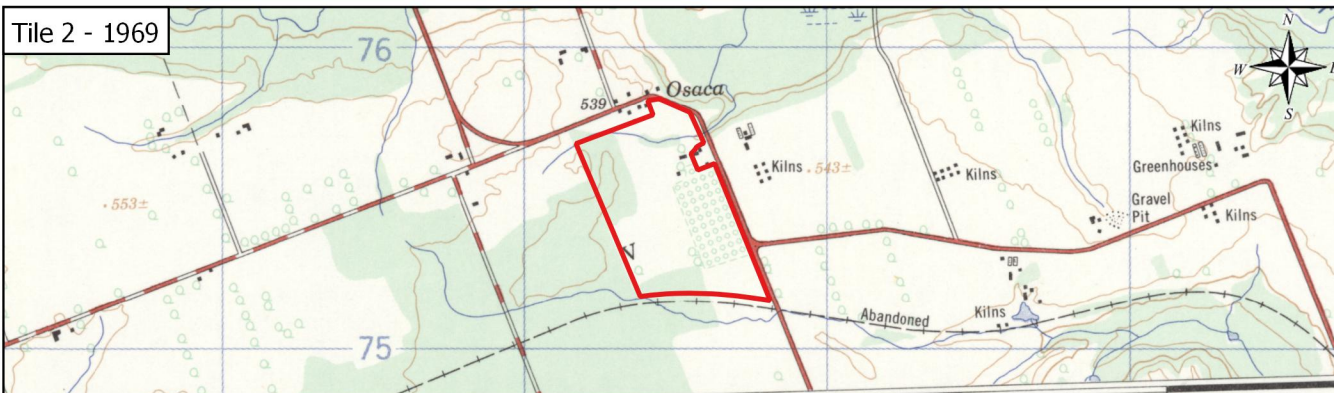 Tile 2 - 1969
N
W
E
S
76
Osaca
539
Kilns
Kilns
543±
Kilns
Greenhouses
553±
Gravel
Pit
Kilns
V
Abandoned
Kilns
75